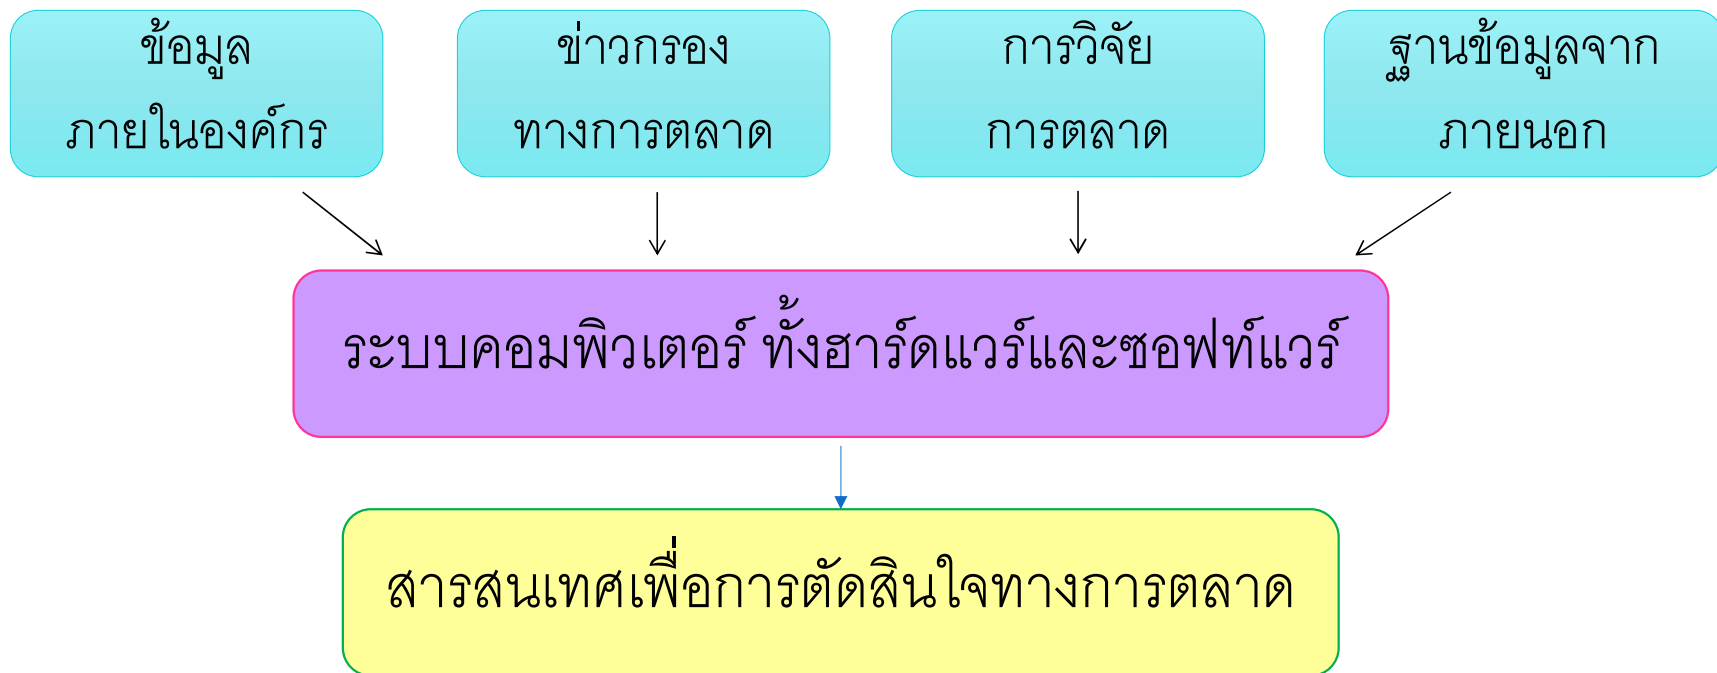 ข้อมูล
ภายในองค์กร
ข่าวกรอง
ทางการตลาด
การวิจัย
การตลาด
ฐานข้อมูลจาก
ภายนอก
ระบบคอมพิวเตอร์ ทั้งฮาร์ดแวร์และซอฟท์แวร์
สารสนเทศเพื่อการตัดสินใจทางการตลาด